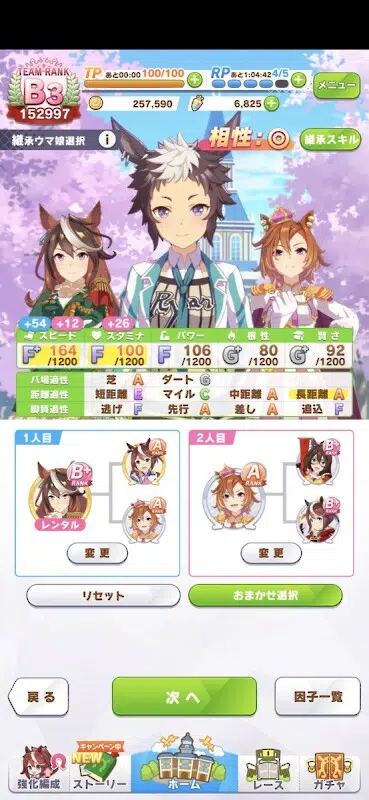 TEAM RANK
B3
152997
TP あと00:00 100/100
RP あと1:04:42 4/5
メニュー
257,590
6,825
継承ウマ娘選択 i
相性:◎
継承スキル
+54 +12 +26
スピード スタミナ パワー 根性 賢さ
F+ 164/1200 F 100/1200 F 106/1200 G+ 80/1200 G+ 92/1200
バ場適性 芝 A ダート G
距離適性 短距離 E マイル C 中距離 A 長距離 A
脚質適性 逃げ F 先行 A 差し A 追込 F
1人目
B+ RANK
A RANK
レンタル
A RANK
変更
2人目
A RANK
B+ RANK
B+ RANK
変更
リセット
おまかせ選択
戻る
次へ
因子一覧
強化編成
キャンペーン中
NEW
ストーリー
ホーム
レース
ガチャ